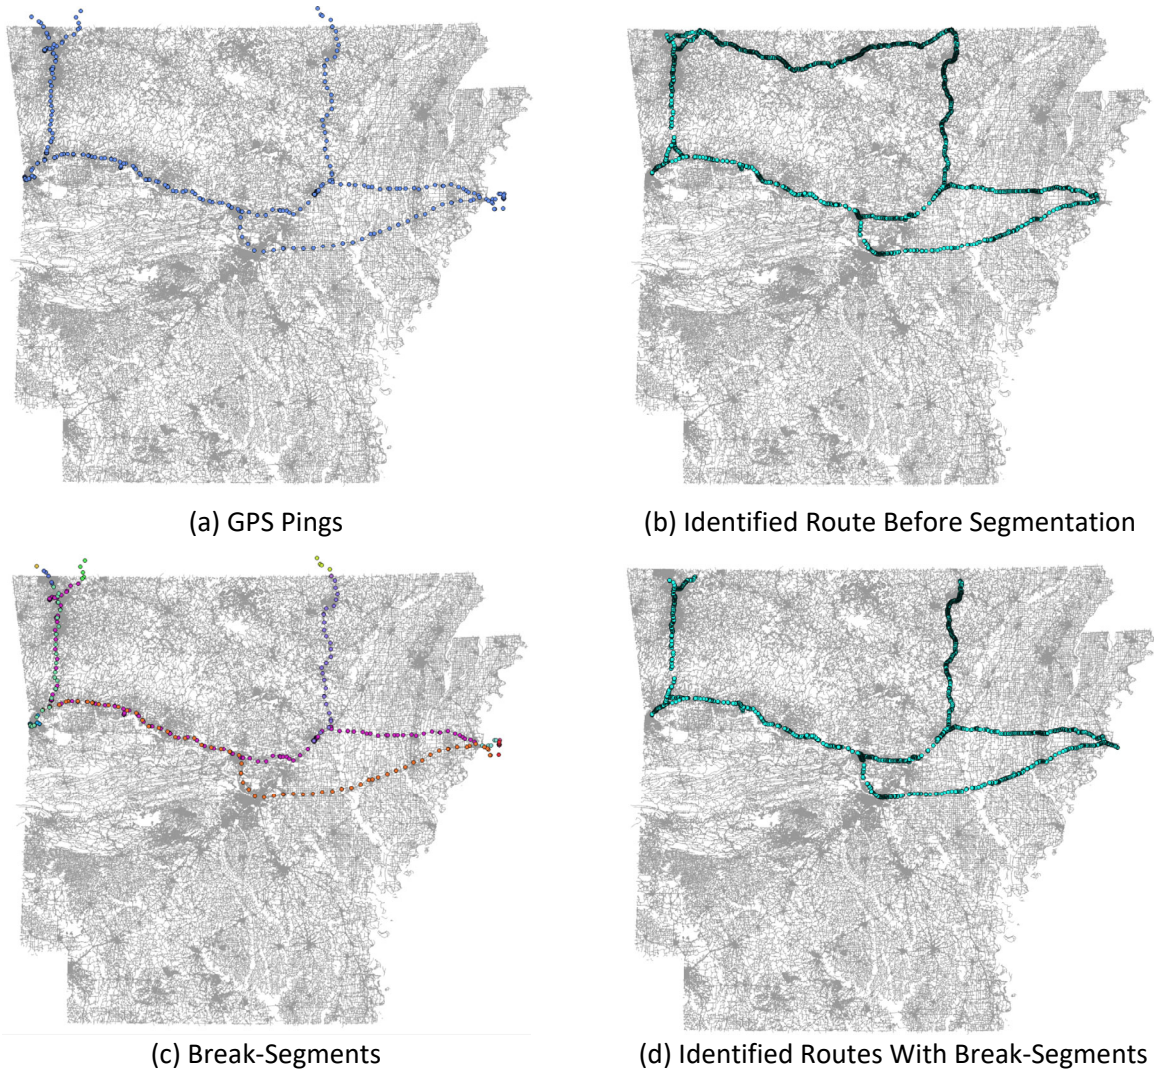 (a) GPS Pings
(b) Identified Route Before Segmentation
(c) Break-Segments
(d) Identified Routes With Break-Segments